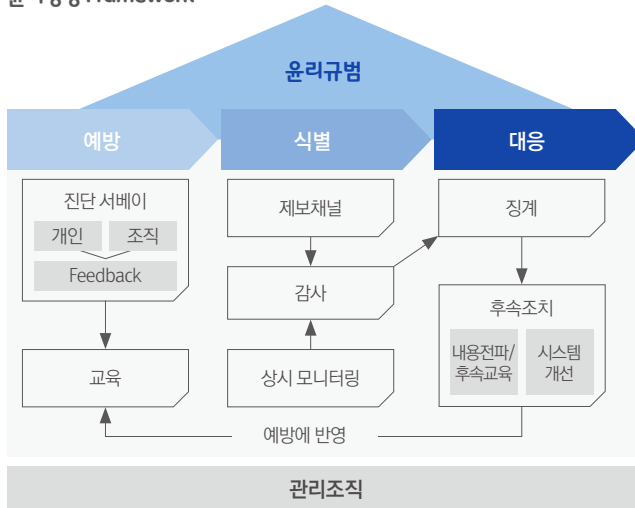 Framework
윤리규범
예방
식별
대응
진단 서베이
개인
조직
Feedback
교육
제보채널
감사
상시 모니터링
징계
후속조치
내용전파/
후속교육
시스템
개선
예방에 반영
관리조직